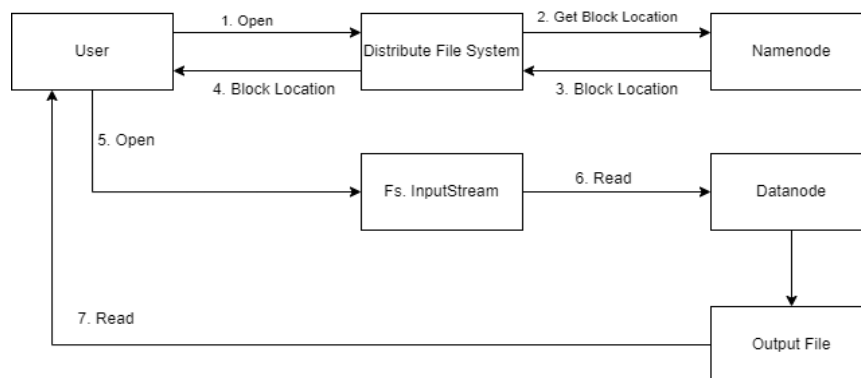 1. Open
2. Get Block Location
User
Distribute File System
Namenode
4. Block Location
3. Block Location
5. Open
6. Read
Fs. InputStream
Datanode
7. Read
Output File